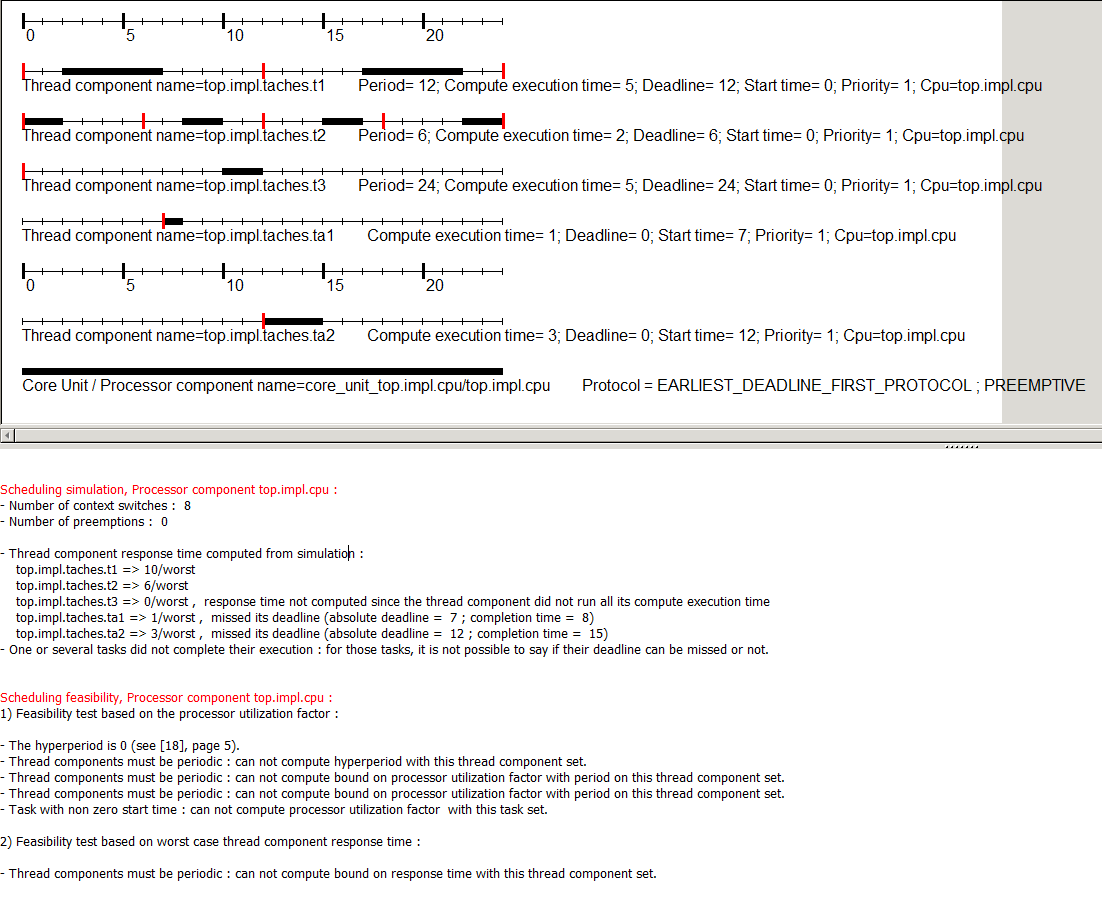 0 5 10 15 20
Thread component name=top.impl.taches.t1 Period= 12; Compute execution time= 5; Deadline= 12; Start time= 0; Priority= 1; Cpu=top.impl.cpu
Thread component name=top.impl.taches.t2 Period= 6; Compute execution time= 2; Deadline= 6; Start time= 0; Priority= 1; Cpu=top.impl.cpu
Thread component name=top.impl.taches.t3 Period= 24; Compute execution time= 5; Deadline= 24; Start time= 0; Priority= 1; Cpu=top.impl.cpu
Thread component name=top.impl.taches.ta1 Compute execution time= 1; Deadline= 0; Start time= 7; Priority= 1; Cpu=top.impl.cpu
0 5 10 15 20
Thread component name=top.impl.taches.ta2 Compute execution time= 3; Deadline= 0; Start time= 12; Priority= 1; Cpu=top.impl.cpu
Core Unit / Processor component name=core_unit_top.impl.cpu/top.impl.cpu Protocol = EARLIEST_DEADLINE_FIRST_PROTOCOL ; PREEMPTIVE
Scheduling simulation, Processor component top.impl.cpu :
- Number of context switches : 8
- Number of preemptions : 0
- Thread component response time computed from simulation :
top.impl.taches.t1 => 10/worst
top.impl.taches.t2 => 6/worst
top.impl.taches.t3 => 0/worst , response time not computed since the thread component did not run all its compute execution time
top.impl.taches.ta1 => 1/worst , missed its deadline (absolute deadline = 7 ; completion time = 8)
top.impl.taches.ta2 => 3/worst , missed its deadline (absolute deadline = 12 ; completion time = 15)
- One or several tasks did not complete their execution : for those tasks, it is not possible to say if their deadline can be missed or not.
Scheduling feasibility, Processor component top.impl.cpu :
1) Feasibility test based on the processor utilization factor :
- The hyperperiod is 0 (see [18], page 5).
- Thread components must be periodic : can not compute hyperperiod with this thread component set.
- Thread components must be periodic : can not compute bound on processor utilization factor with period on this thread component set.
- Thread components must be periodic : can not compute bound on processor utilization factor with period on this thread component set.
- Task with non zero start time : can not compute processor utilization factor with this task set.
2) Feasibility test based on worst case thread component response time :
- Thread components must be periodic : can not compute bound on response time with this thread component set.